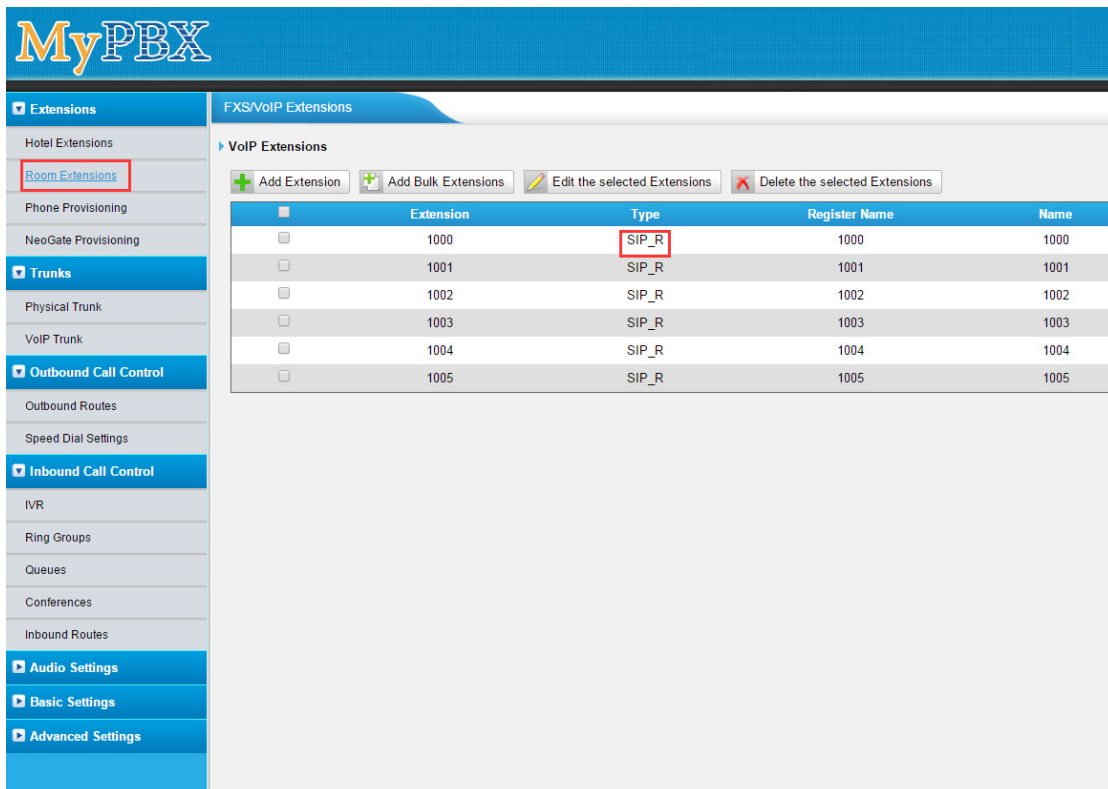 MyPBX
Extensions
Hotel Extensions
Room Extensions
Phone Provisioning
NeoGate Provisioning
Trunks
Physical Trunk
VoIP Trunk
Outbound Call Control
Outbound Routes
Speed Dial Settings
Inbound Call Control
IVR
Ring Groups
Queues
Conferences
Inbound Routes
Audio Settings
Basic Settings
Advanced Settings
FXS/VoIP Extensions
VoIP Extensions
Add Extension Add Bulk Extensions Edit the selected Extensions Delete the selected Extensions
Extension Type Register Name Name
1000 SIP_R 1000 1000
1001 SIP_R 1001 1001
1002 SIP_R 1002 1002
1003 SIP_R 1003 1003
1004 SIP_R 1004 1004
1005 SIP_R 1005 1005